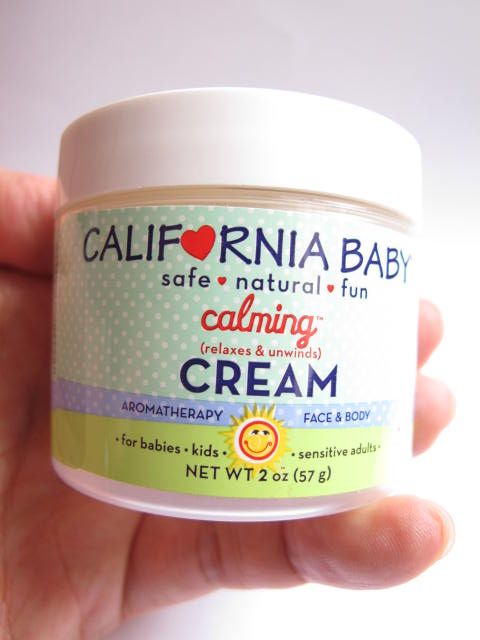 CALIFORNIA BABY
safe • natural • fun
calming™
(relaxes & unwinds)
CREAM
AROMATHERAPY FACE & BODY
• for babies • kids • sensitive adults •
NET WT 2 oz (57 g)